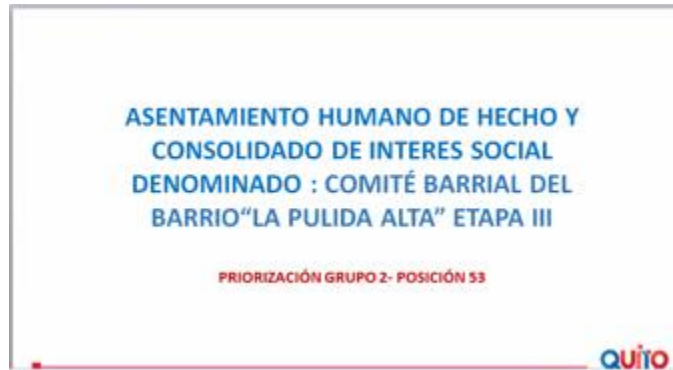 ASENTAMIENTO HUMANO DE HECHO Y
CONSOLIDADO DE INTERES SOCIAL
DENOMINADO : COMITÉ BARRIAL DEL
BARRIO“LA PULIDA ALTA” ETAPA III
PRIORIZACIÓN GRUPO 2- POSICIÓN 53
QUITO